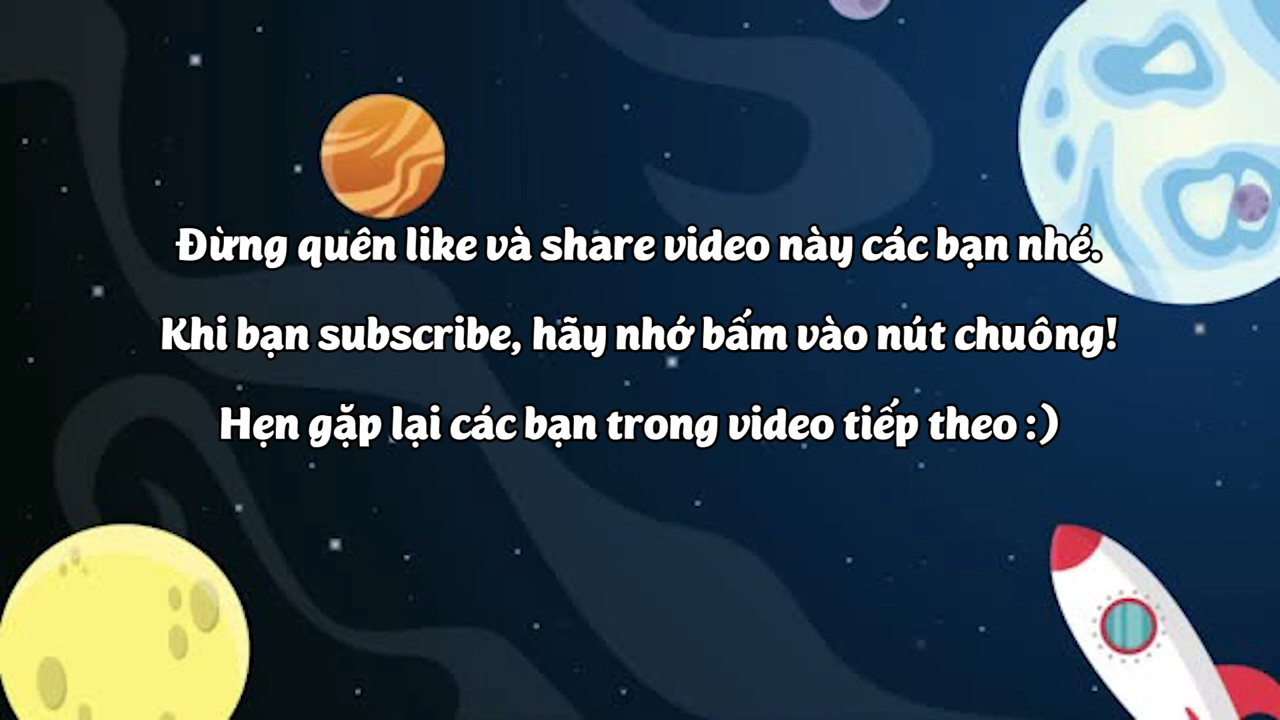 Đừng quên like và share video này các bạn nhé.
Khi bạn subscribe, hãy nhớ bấm vào nút chuông!
Hẹn gặp lại các bạn trong video tiếp theo :)